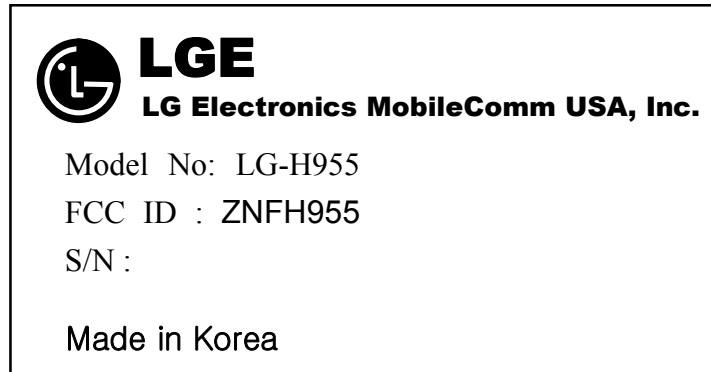 LGE
LG Electronics MobileComm USA, Inc.
Model No: LG-H955
FCC ID : ZNFH955
S/N :
Made in Korea